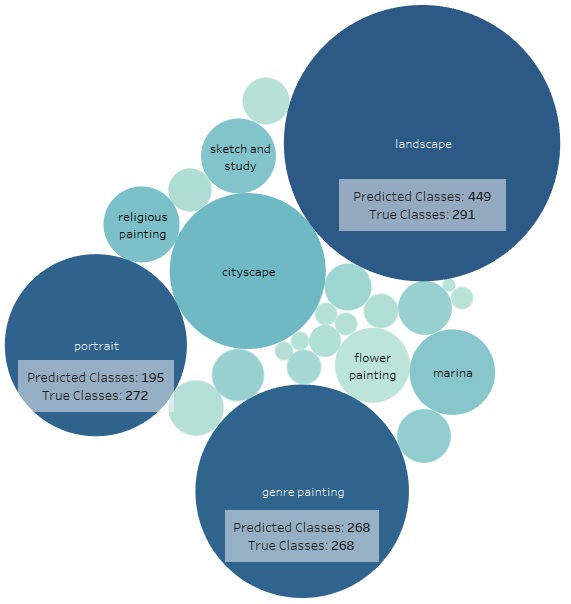 landscape
Predicted Classes: 449
True Classes: 291
sketch and
study
religious
painting
cityscape
portrait
Predicted Classes: 195
True Classes: 272
flower
painting
marina
genre painting
Predicted Classes: 268
True Classes: 268